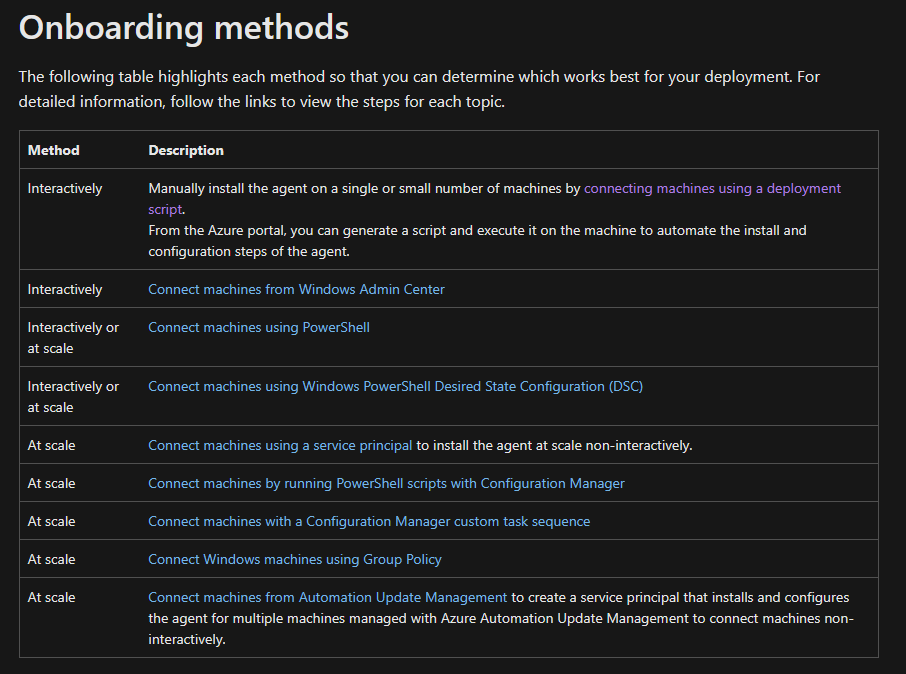 Onboarding methods
The following table highlights each method so that you can determine which works best for your deployment. For
detailed information, follow the links to view the steps for each topic.
Method Description
Interactively Manually install the agent on a single or small number of machines by connecting machines using a deployment
script.
From the Azure portal, you can generate a script and execute it on the machine to automate the install and
configuration steps of the agent.
Interactively Connect machines from Windows Admin Center
Interactively or Connect machines using PowerShell
at scale
Interactively or Connect machines using Windows PowerShell Desired State Configuration (DSC)
at scale
At scale Connect machines using a service principal to install the agent at scale non-interactively.
At scale Connect machines by running PowerShell scripts with Configuration Manager
At scale Connect machines with a Configuration Manager custom task sequence
At scale Connect Windows machines using Group Policy
At scale Connect machines from Automation Update Management to create a service principal that installs and configures
the agent for multiple machines managed with Azure Automation Update Management to connect machines non-
interactively.